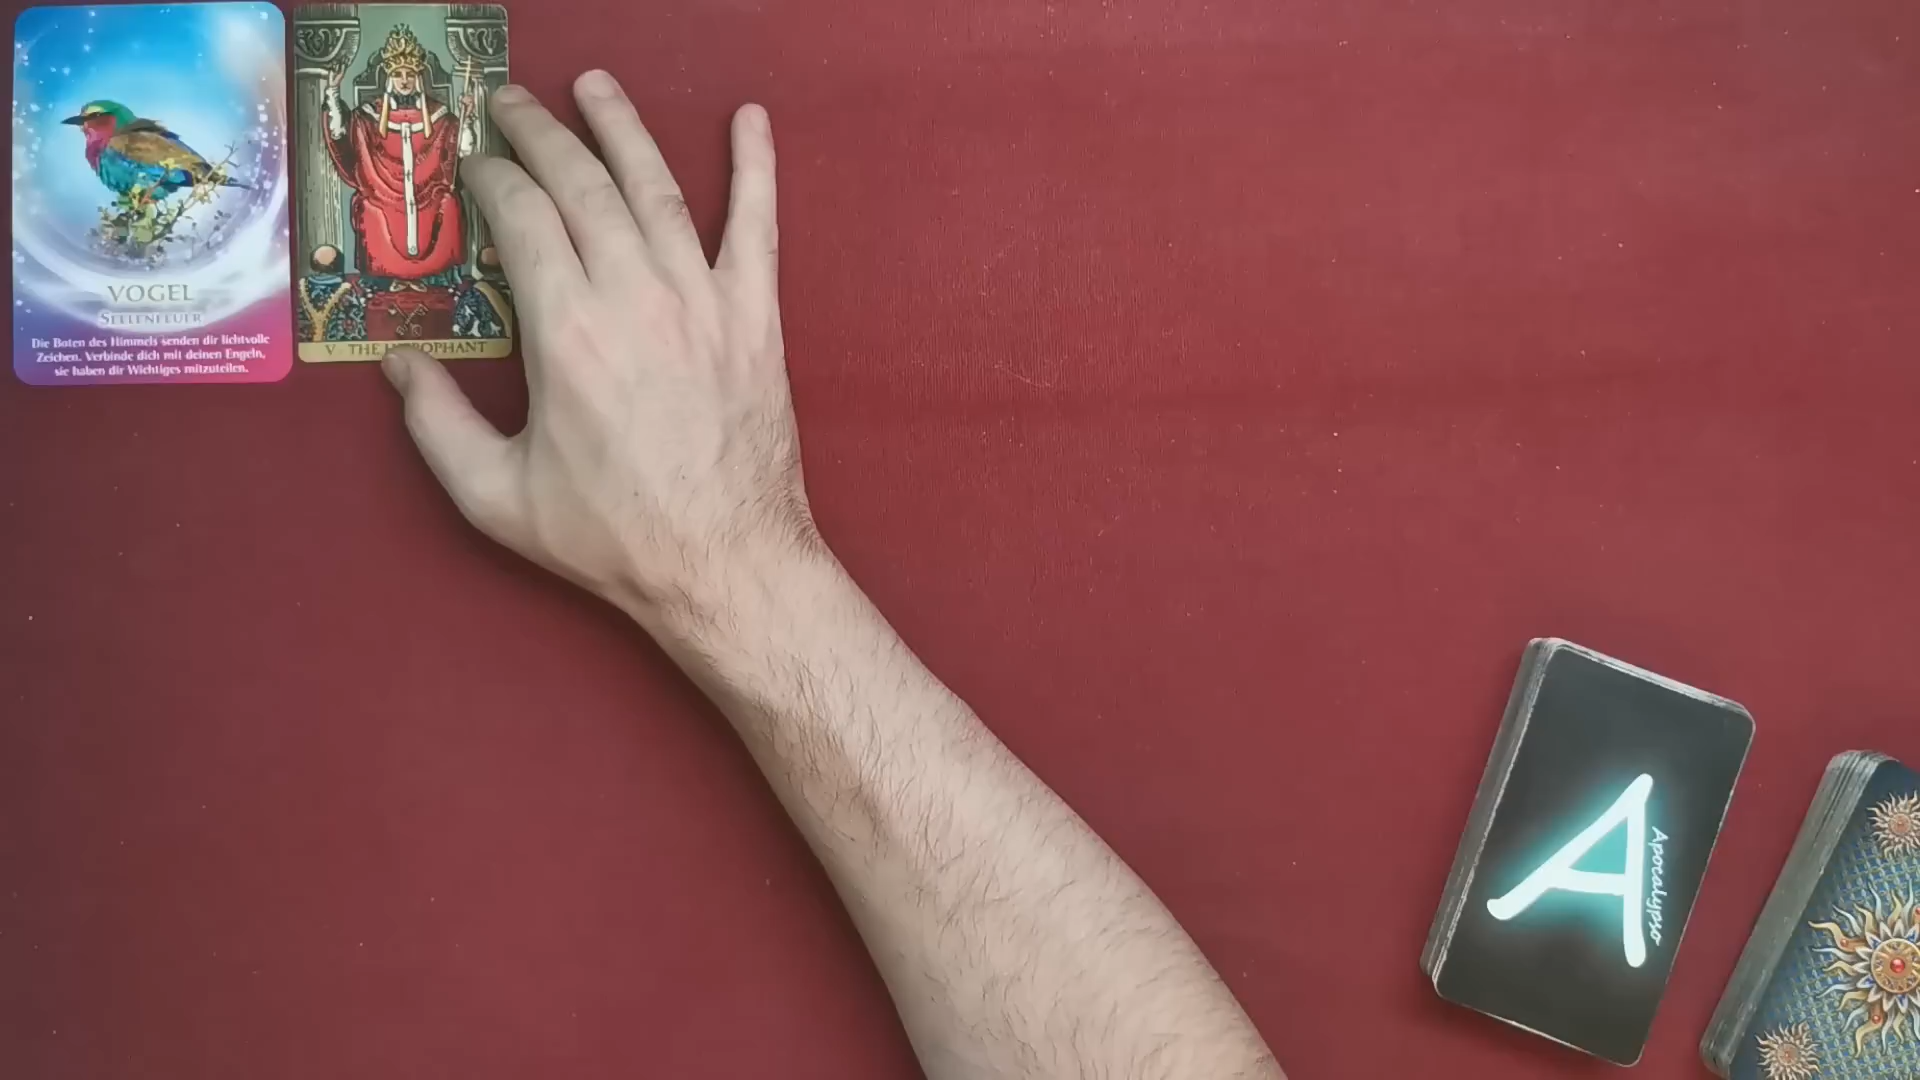 VOGEL
SEELENFEUER
Die Boten des Himmels senden dir lichtvolle
Zeichen. Verbinde dich mit deinen Engeln,
sie haben dir Wichtiges mitzuteilen.
V THE HIEROPHANT
A
Apocalypso